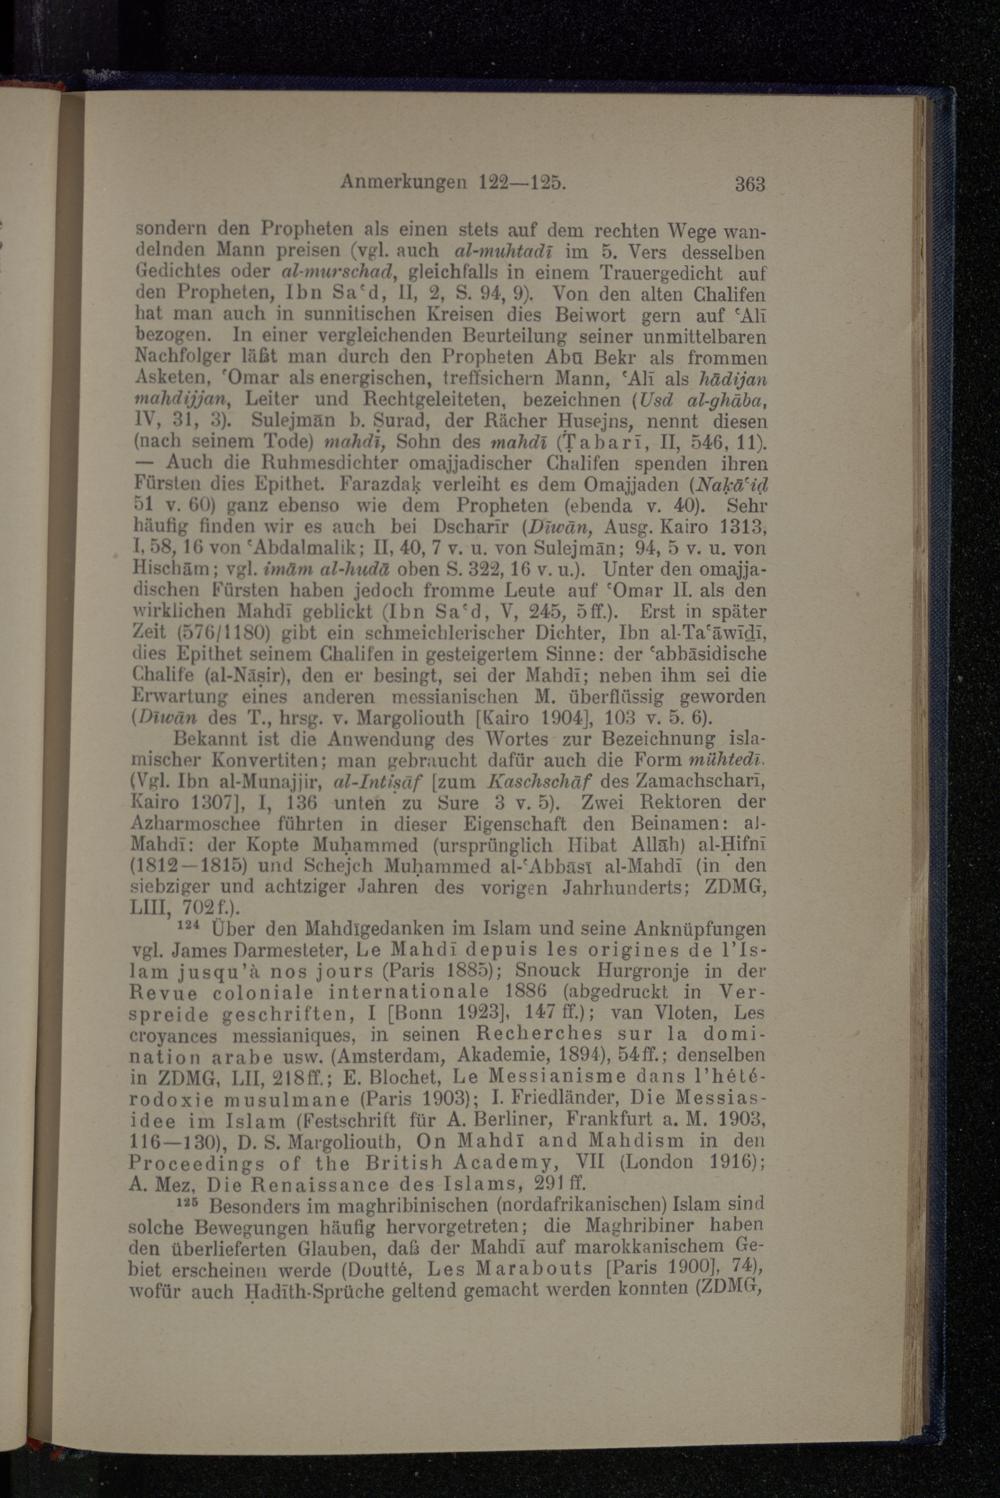 Anmerkungen 122—125. 363
sondern den Propheten als einen stets auf dem rechten Wege wan-
delnden Mann preisen (vgl. auch al-muhtadī im 5. Vers desselben
Gedichtes oder al-murschad, gleichfalls in einem Trauergedicht auf
den Propheten, Ibn Saʿd, II, 2, S. 94, 9). Von den alten Chalifen
hat man auch in sunnitischen Kreisen dies Beiwort gern auf ʿAlī
bezogen. In einer vergleichenden Beurteilung seiner unmittelbaren
Nachfolger läßt man durch den Propheten Abū Bekr als frommen
Asketen, ʿOmar als energischen, treffsichern Mann, ʿAlī als hādijan
mahdijjan, Leiter und Rechtgeleiteten, bezeichnen (Usd al-ghāba,
IV, 31, 3). Sulejmān b. Ṣurad, der Rächer Ḥusejns, nennt diesen
(nach seinem Tode) mahdī, Sohn des mahdī (Ṭabarī, II, 546, 11).
— Auch die Ruhmesdichter omajjadischer Chalifen spenden ihren
Fürsten dies Epithet. Farazdaḳ verleiht es dem Omajjaden (Naḳāʾiḍ
51 v. 60) ganz ebenso wie dem Propheten (ebenda v. 40). Sehr
häufig finden wir es auch bei Dscharīr (Dīwān, Ausg. Kairo 1313,
I, 58, 16 von ʿAbdalmalik; II, 40, 7 v. u. von Sulejmān; 94, 5 v. u. von
Hischām; vgl. imām al-hudā oben S. 322, 16 v. u.). Unter den omajja-
dischen Fürsten haben jedoch fromme Leute auf ʿOmar II. als den
wirklichen Mahdī geblickt (Ibn Saʿd, V, 245, 5 ff.). Erst in später
Zeit (576/1180) gibt ein schmeichlerischer Dichter, Ibn al-Taʿāwīḏī,
dies Epithet seinem Chalifen in gesteigertem Sinne: der ʿabbāsidische
Chalife (al-Nāṣir), den er besingt, sei der Mahdī; neben ihm sei die
Erwartung eines anderen messianischen M. überflüssig geworden
(Dīwān des T., hrsg. v. Margoliouth [Kairo 1904], 103 v. 5. 6).
Bekannt ist die Anwendung des Wortes zur Bezeichnung isla-
mischer Konvertiten; man gebraucht dafür auch die Form mühtedī.
(Vgl. Ibn al-Munajjir, al-Intiṣāf [zum Kaschschāf des Zamachscharī,
Kairo 1307], I, 136 unten zu Sure 3 v. 5). Zwei Rektoren der
Azharmoschee führten in dieser Eigenschaft den Beinamen: al-
Mahdī: der Kopte Muḥammed (ursprünglich Hibat Allāh) al-Ḥifnī
(1812—1815) und Schejch Muḥammed al-ʿAbbāsī al-Mahdī (in den
siebziger und achtziger Jahren des vorigen Jahrhunderts; ZDMG,
LIII, 702 f.).
124 Über den Mahdīgedanken im Islam und seine Anknüpfungen
vgl. James Darmesteter, Le Mahdī depuis les origines de l'Is-
lam jusqu'à nos jours (Paris 1885); Snouck Hurgronje in der
Revue coloniale internationale 1886 (abgedruckt in Ver-
spreide geschriften, I [Bonn 1923], 147 ff.); van Vloten, Les
croyances messianiques, in seinen Recherches sur la domi-
nation arabe usw. (Amsterdam, Akademie, 1894), 54 ff.; denselben
in ZDMG, LII, 218 ff.; E. Blochet, Le Messianisme dans l'hété-
rodoxie musulmane (Paris 1903); I. Friedländer, Die Messias-
idee im Islam (Festschrift für A. Berliner, Frankfurt a. M. 1903,
116—130), D. S. Margoliouth, On Mahdī and Mahdism in den
Proceedings of the British Academy, VII (London 1916);
A. Mez, Die Renaissance des Islams, 291 ff.
125 Besonders im maghribinischen (nordafrikanischen) Islam sind
solche Bewegungen häufig hervorgetreten; die Maghribiner haben
den überlieferten Glauben, daß der Mahdī auf marokkanischem Ge-
biet erscheinen werde (Doutté, Les Marabouts [Paris 1900], 74),
wofür auch Ḥadīth-Sprüche geltend gemacht werden konnten (ZDMG,